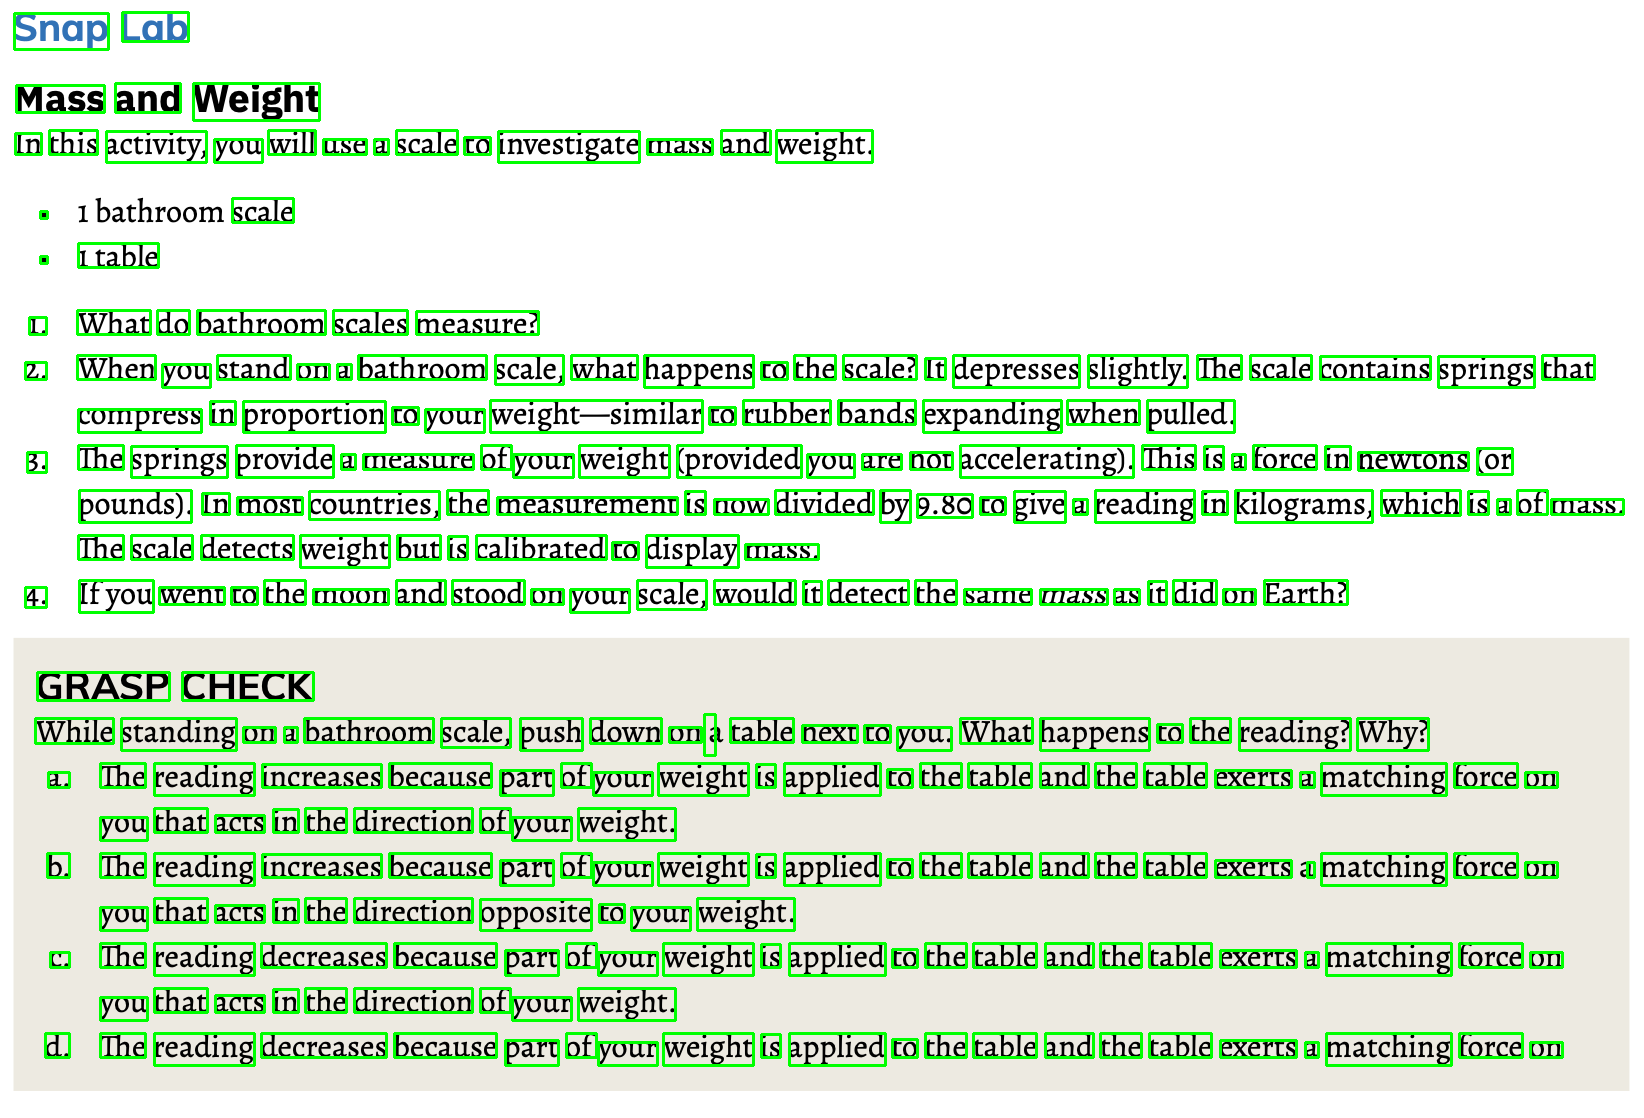 Snap Lab
Mass and Weight
In this activity, you will use a scale to investigate mass and weight.
• 1 bathroom scale
• 1 table
1. What do bathroom scales measure?
2. When you stand on a bathroom scale, what happens to the scale? It depresses slightly. The scale contains springs that
compress in proportion to your weight—similar to rubber bands expanding when pulled.
3. The springs provide a measure of your weight (provided you are not accelerating). This is a force in newtons (or
pounds). In most countries, the measurement is now divided by 9.80 to give a reading in kilograms, which is a of mass.
The scale detects weight but is calibrated to display mass.
4. If you went to the moon and stood on your scale, would it detect the same mass as it did on Earth?
GRASP CHECK
While standing on a bathroom scale, push down on a table next to you. What happens to the reading? Why?
a. The reading increases because part of your weight is applied to the table and the table exerts a matching force on
you that acts in the direction of your weight.
b. The reading increases because part of your weight is applied to the table and the table exerts a matching force on
you that acts in the direction opposite to your weight.
c. The reading decreases because part of your weight is applied to the table and the table exerts a matching force on
you that acts in the direction of your weight.
d. The reading decreases because part of your weight is applied to the table and the table exerts a matching force on